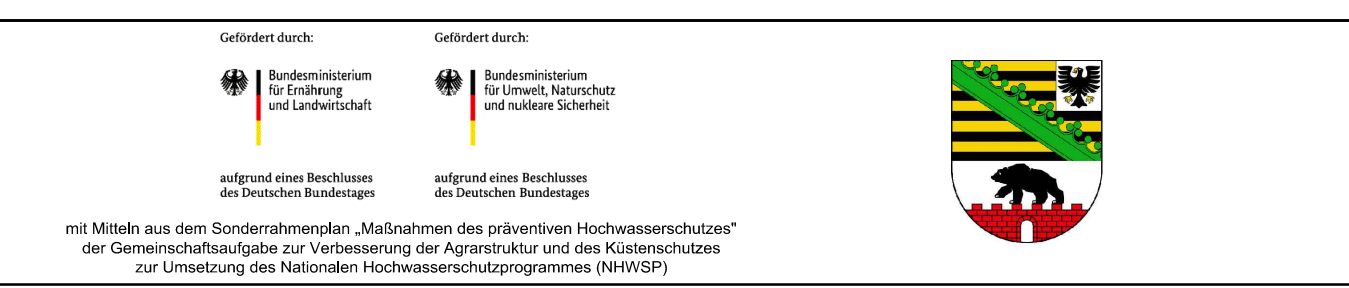 Gefördert durch:
Bundesministerium
für Ernährung
und Landwirtschaft
aufgrund eines Beschlusses
des Deutschen Bundestages
Gefördert durch:
Bundesministerium
für Umwelt, Naturschutz
und nukleare Sicherheit
aufgrund eines Beschlusses
des Deutschen Bundestages
mit Mitteln aus dem Sonderrahmenplan „Maßnahmen des präventiven Hochwasserschutzes"
der Gemeinschaftsaufgabe zur Verbesserung der Agrarstruktur und des Küstenschutzes
zur Umsetzung des Nationalen Hochwasserschutzprogrammes (NHWSP)